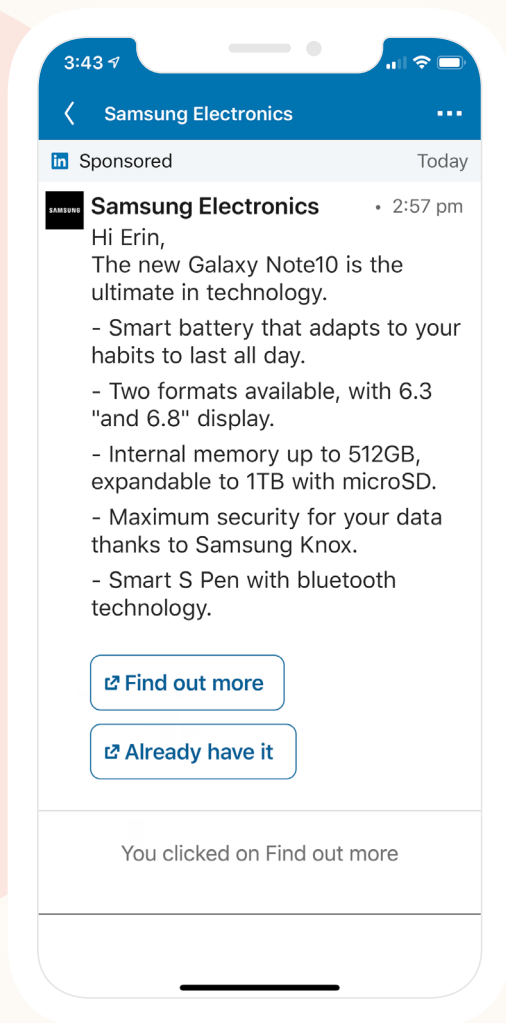 3:43
Samsung Electronics
in Sponsored Today
SAMSUNG
Samsung Electronics • 2:57 pm
Hi Erin,
The new Galaxy Note10 is the
ultimate in technology.
- Smart battery that adapts to your
habits to last all day.
- Two formats available, with 6.3
"and 6.8" display.
- Internal memory up to 512GB,
expandable to 1TB with microSD.
- Maximum security for your data
thanks to Samsung Knox.
- Smart S Pen with bluetooth
technology.
Find out more
Already have it
You clicked on Find out more